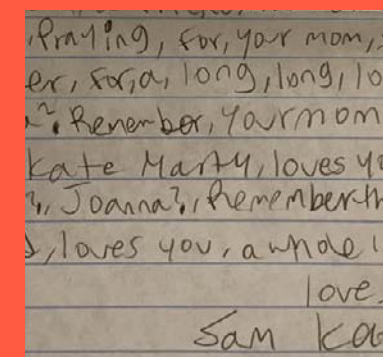 , Praying, for, your mom,
er, for, a, long, long, lo
?, Remember, your mom
Kate Marty, loves yo
?, Joanna?, Remember th
, loves you, a whole l
love,
Sam Ka